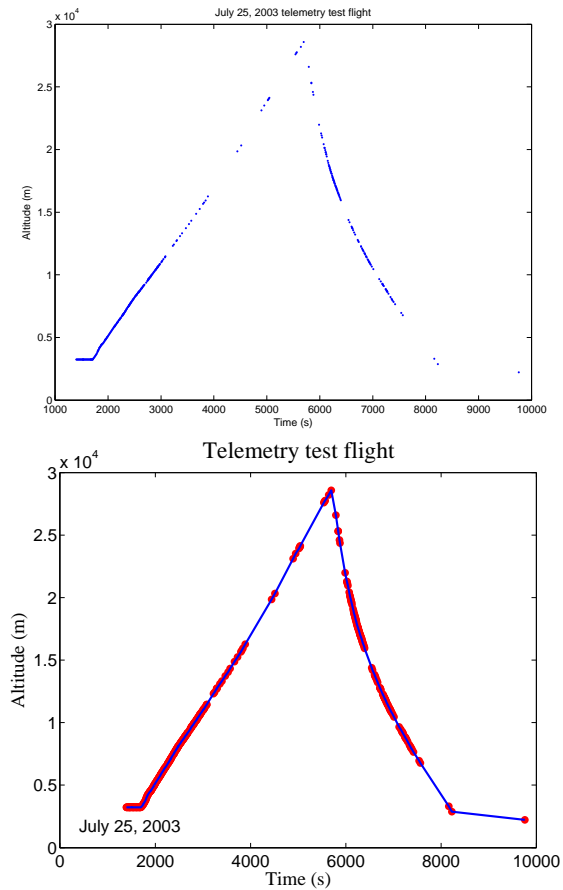 July 25, 2003 telemetry test flight
x 10^4
3
2.5
2
1.5
1
0.5
0
Altitude (m)
1000 2000 3000 4000 5000 6000 7000 8000 9000 10000
Time (s)
Telemetry test flight
x 10^4
3
2.5
2
1.5
1
0.5
0
Altitude (m)
July 25, 2003
0 2000 4000 6000 8000 10000
Time (s)